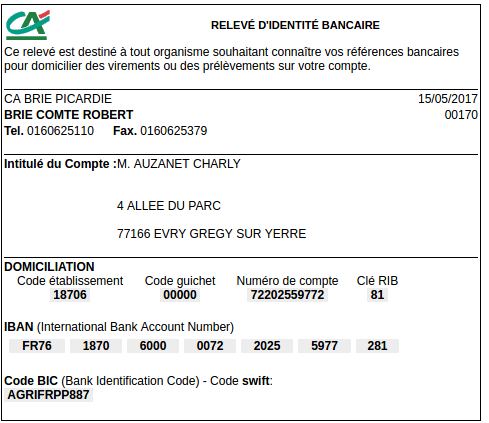 CA
RELEVÉ D'IDENTITÉ BANCAIRE
Ce relevé est destiné à tout organisme souhaitant connaître vos références bancaires
pour domicilier des virements ou des prélèvements sur votre compte.
CA BRIE PICARDIE 15/05/2017
BRIE COMTE ROBERT 00170
Tel. 0160625110 Fax. 0160625379
Intitulé du Compte :M. AUZANET CHARLY
4 ALLEE DU PARC
77166 EVRY GREGY SUR YERRE
DOMICILIATION
Code établissement Code guichet Numéro de compte Clé RIB
18706 00000 72202559772 81
IBAN (International Bank Account Number)
FR76 1870 6000 0072 2025 5977 281
Code BIC (Bank Identification Code) - Code swift:
AGRIFRPP887